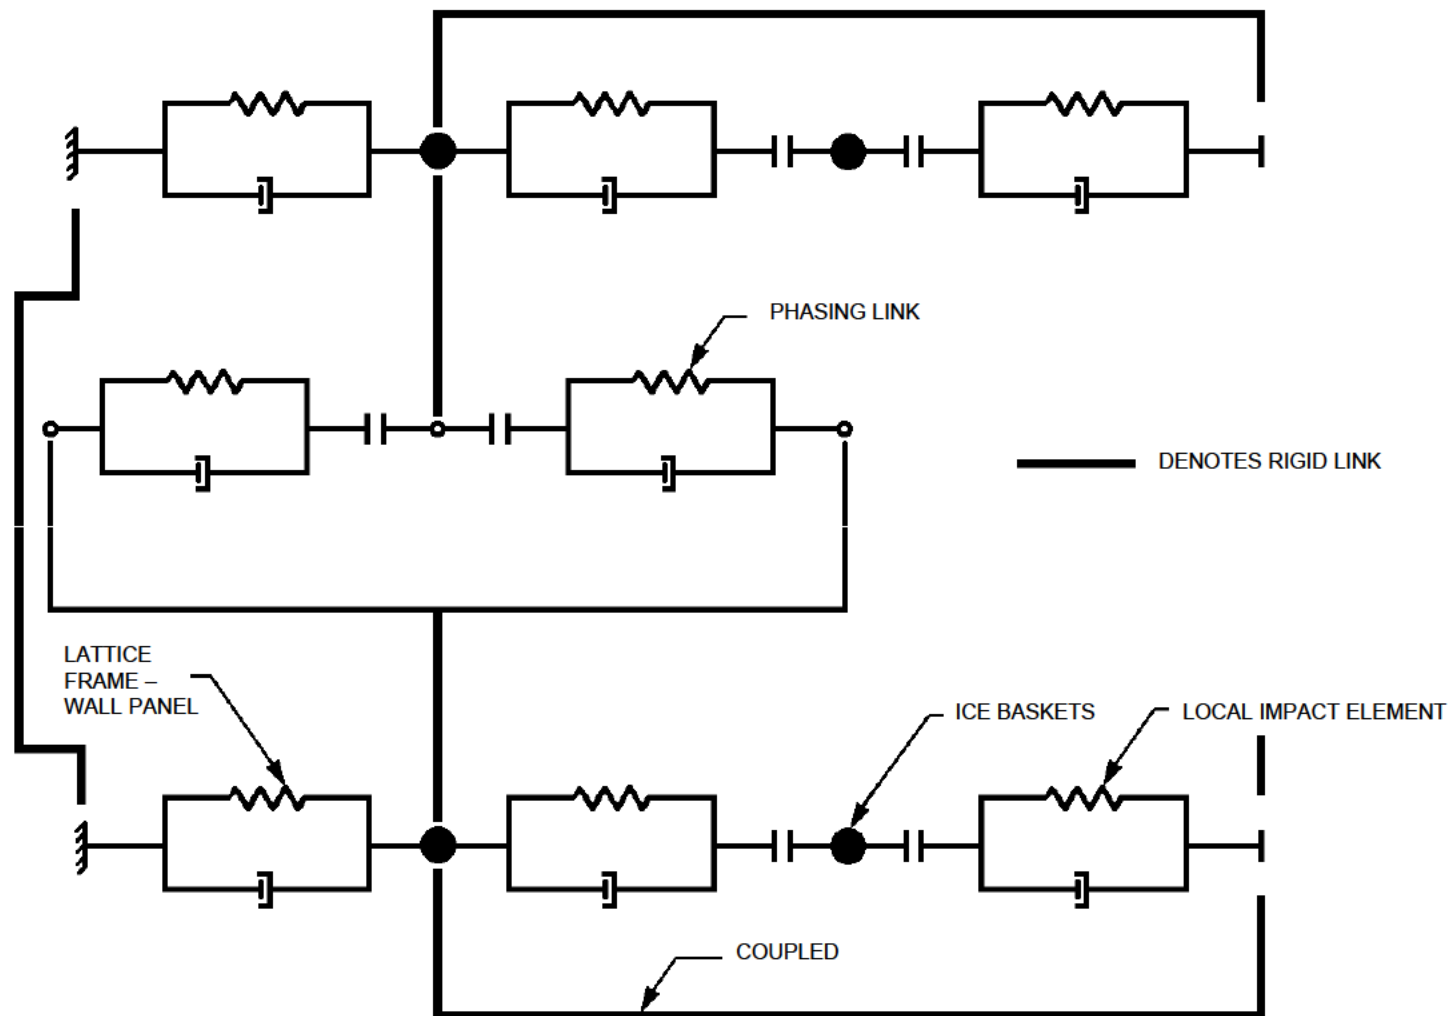 PHASING LINK
DENOTES RIGID LINK
LATTICE
FRAME –
WALL PANEL
ICE BASKETS
LOCAL IMPACT ELEMENT
COUPLED